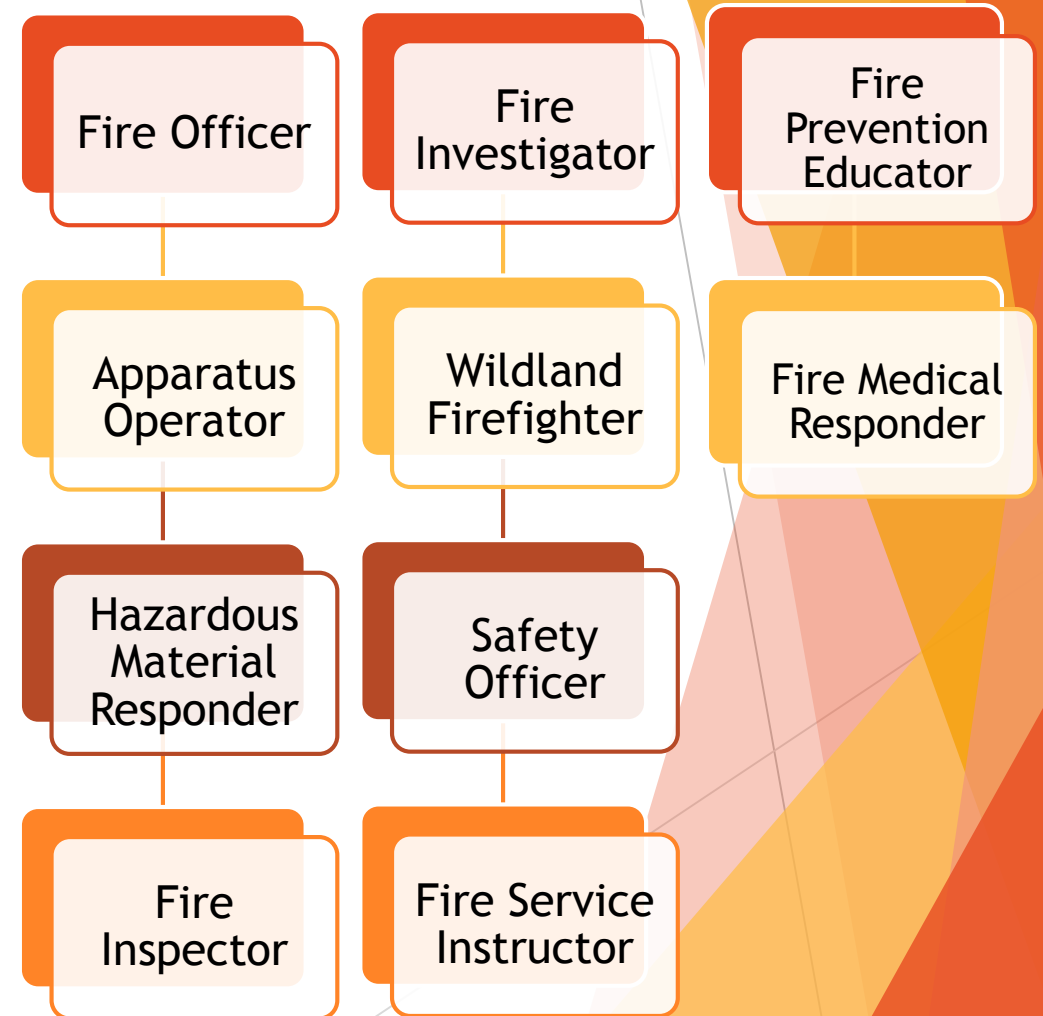 Fire Officer
Apparatus
Operator
Hazardous
Material
Responder
Fire
Inspector
Fire
Investigator
Wildland
Firefighter
Safety
Officer
Fire Service
Instructor
Fire
Prevention
Educator
Fire Medical
Responder